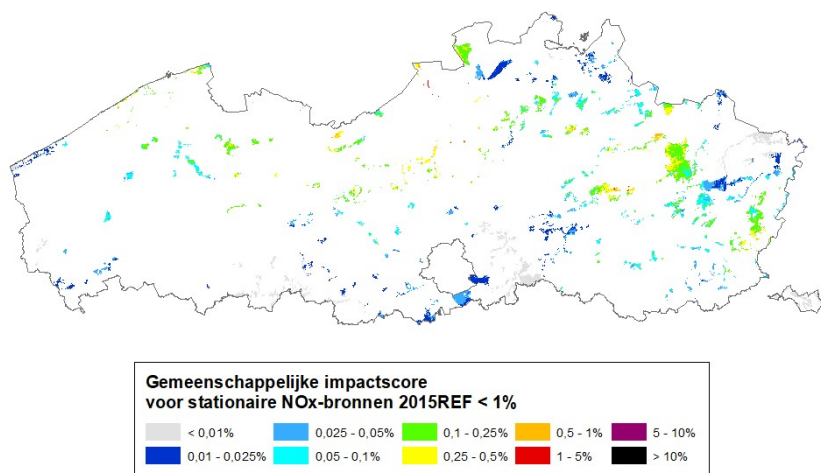 Gemeenschappelijke impactscore
voor stationaire NOx-bronnen 2015REF < 1%
< 0,01% 0,025 - 0,05% 0,1 - 0,25% 0,5 - 1% 5 - 10%
0,01 - 0,025% 0,05 - 0,1% 0,25 - 0,5% 1 - 5% > 10%